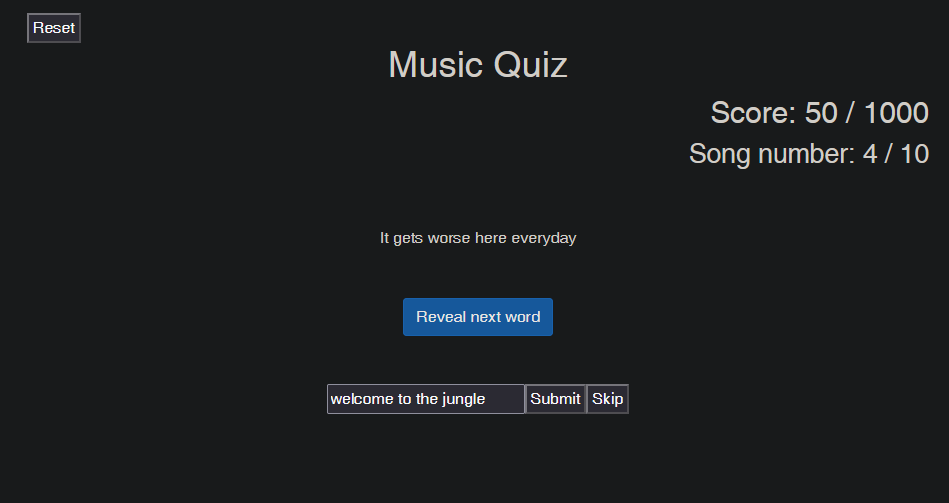 Reset
Music Quiz
Score: 50 / 1000
Song number: 4 / 10
It gets worse here everyday
Reveal next word
welcome to the jungle Submit Skip